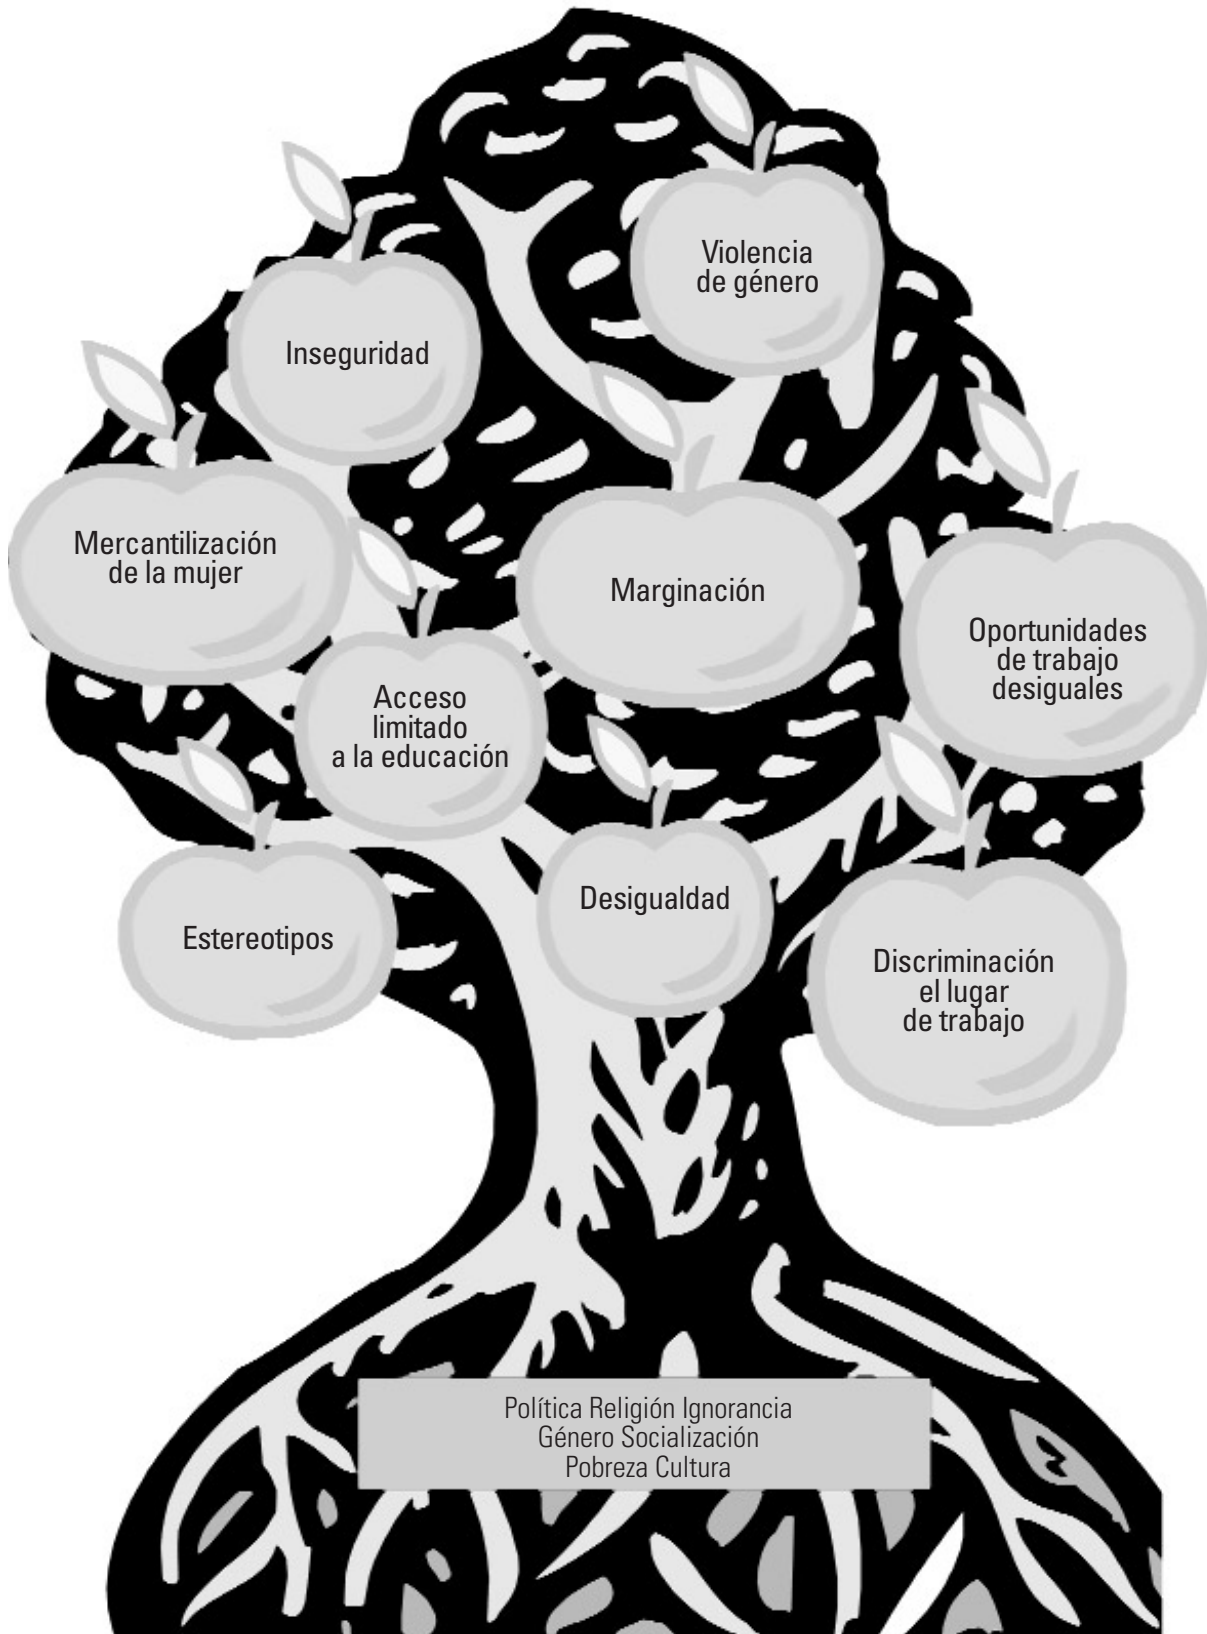 Violencia
de género
Inseguridad
Mercantilización
de la mujer
Marginación
Oportunidades
de trabajo
desiguales
Acceso
limitado
a la educación
Desigualdad
Estereotipos
Discriminación
el lugar
de trabajo
Política Religión Ignorancia
Género Socialización
Pobreza Cultura